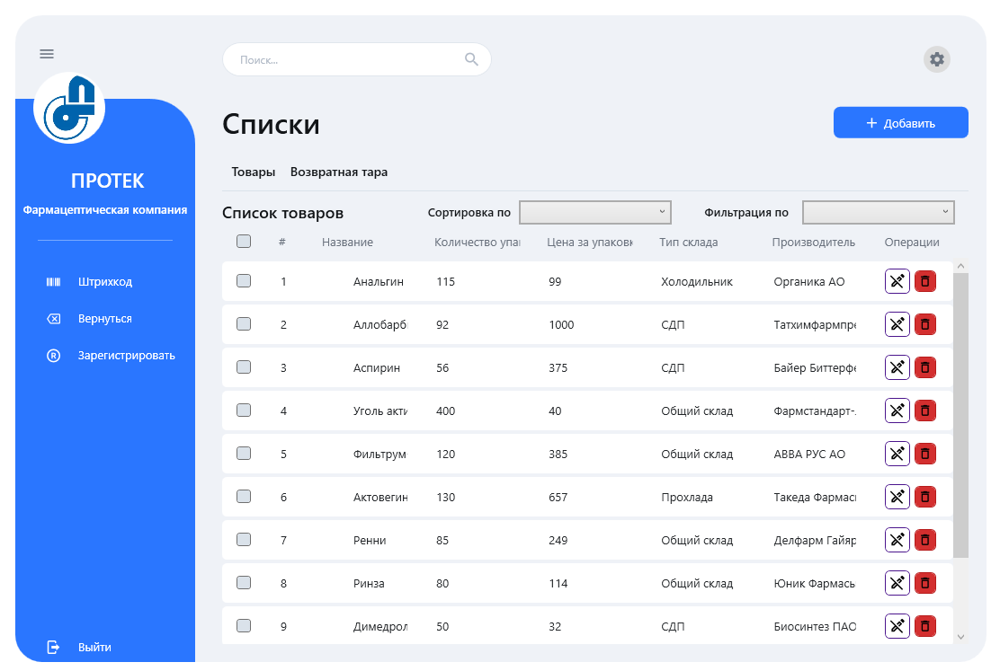 Поиск...
Списки
+ Добавить
ПРОТЕК
Фармацептическая компания
Штрихкод
Вернуться
Зарегистрировать
Выйти
Товары Возвратная тара
Список товаров Сортировка по Фильтрация по
# Название Количество упа Цена за упаковк Тип склада Производитель Операции
1 Анальгин 115 99 Холодильник Органика АО
2 Аллобарб 92 1000 СДП Татхимфармпре
3 Аспирин 56 375 СДП Байер Биттерфе
4 Уголь акти 400 40 Общий склад Фармстандарт-
5 Фильтрум 120 385 Общий склад АВВА РУС АО
6 Актовегин 130 657 Прохлада Такеда Фармас
7 Ренни 85 249 Общий склад Делфарм Гайяр
8 Ринза 80 114 Общий склад Юник Фармась
9 Димедрол 50 32 СДП Биосинтез ПАО